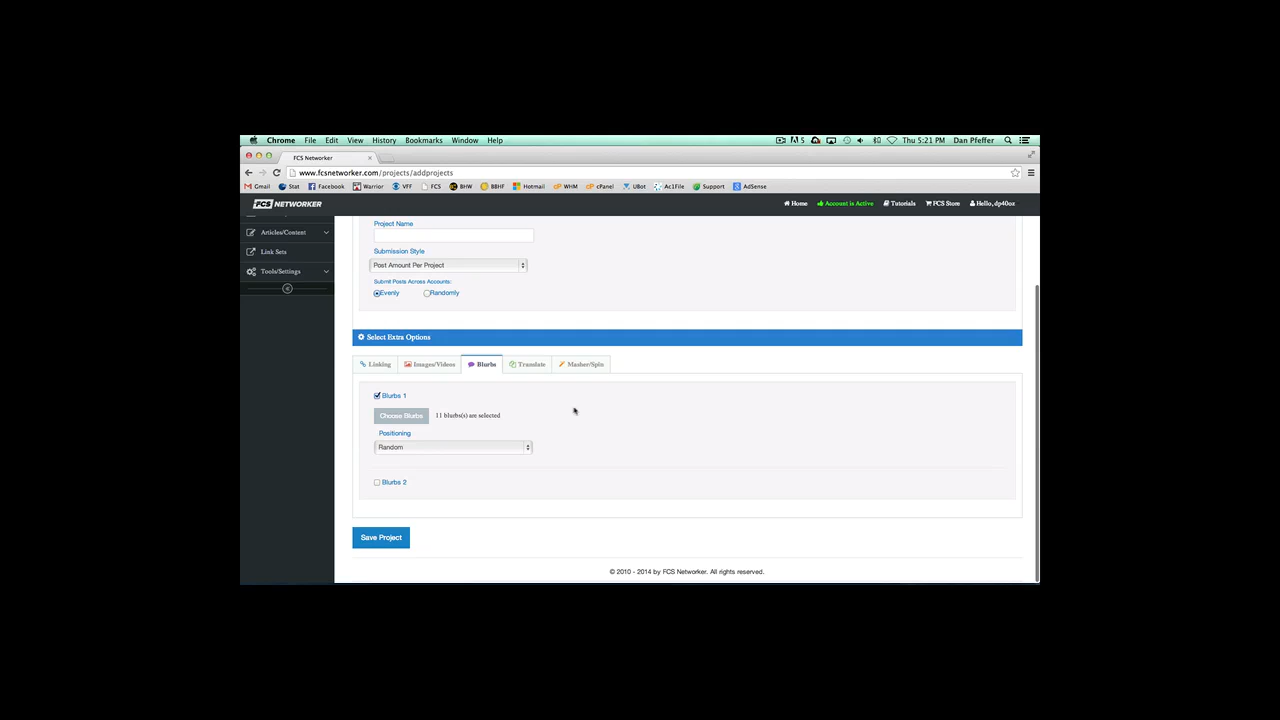 Chrome File Edit View History Bookmarks Window Help 5 Thu 5:21 PM Dan Pfeffer
FCS Networker
www.fcsnetworker.com/projects/addprojects
Gmail Stat Facebook Warrior VFF FCS BHW BBHF Hotmail WHM cPanel UBot Ac1File Support AdSense
FCS NETWORKER Home Account is Active Tutorials FCS Store Hello, dp40oz
Articles/Content
Link Sets
Tools/Settings
Project Name
Submission Style
Post Amount Per Project
Submit Posts Across Accounts:
Evenly Randomly
Select Extra Options
Linking Images/Videos Blurbs Translate Masher/Spin
Blurbs 1
Choose Blurbs 11 blurbs(s) are selected
Positioning
Random
Blurbs 2
Save Project
© 2010 - 2014 by FCS Networker. All rights reserved.